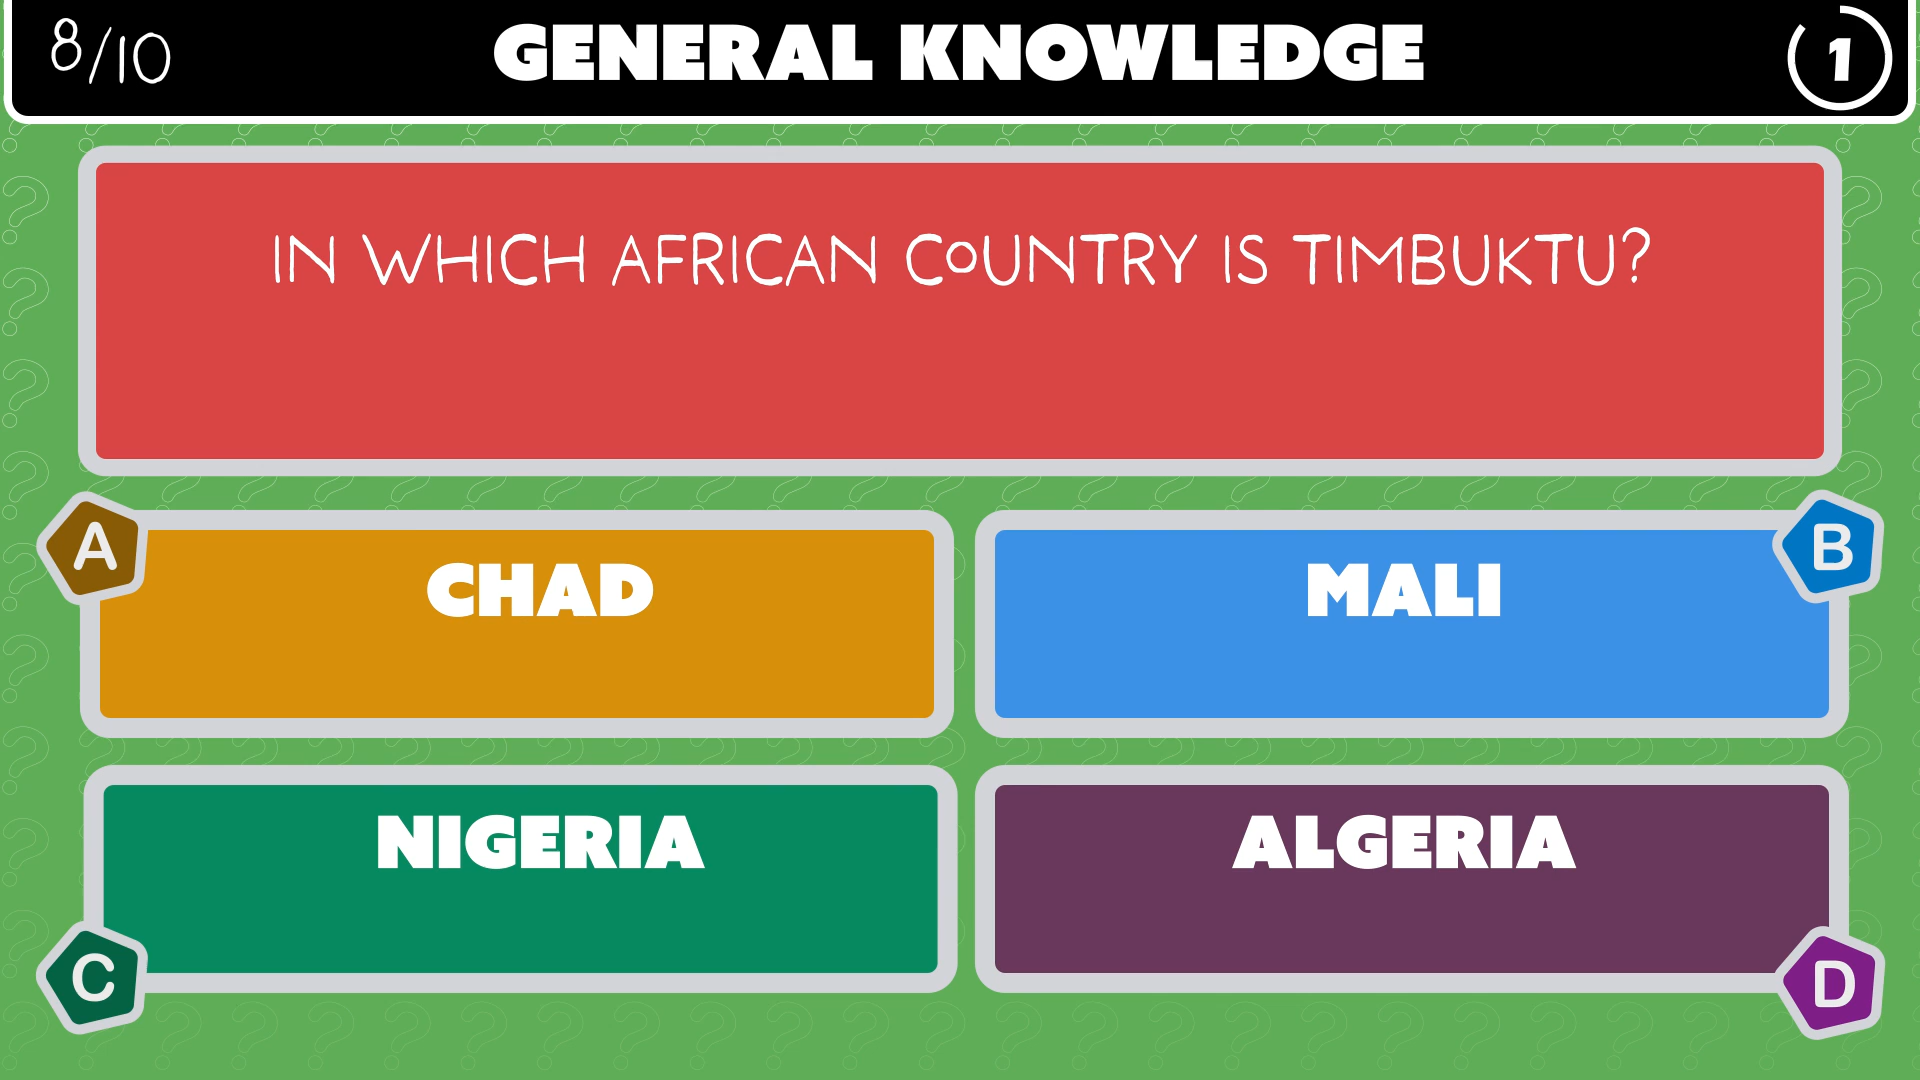 8/10
GENERAL KNOWLEDGE
1
IN WHICH AFRICAN COUNTRY IS TIMBUKTU?
A
CHAD
MALI
B
NIGERIA
ALGERIA
C
D